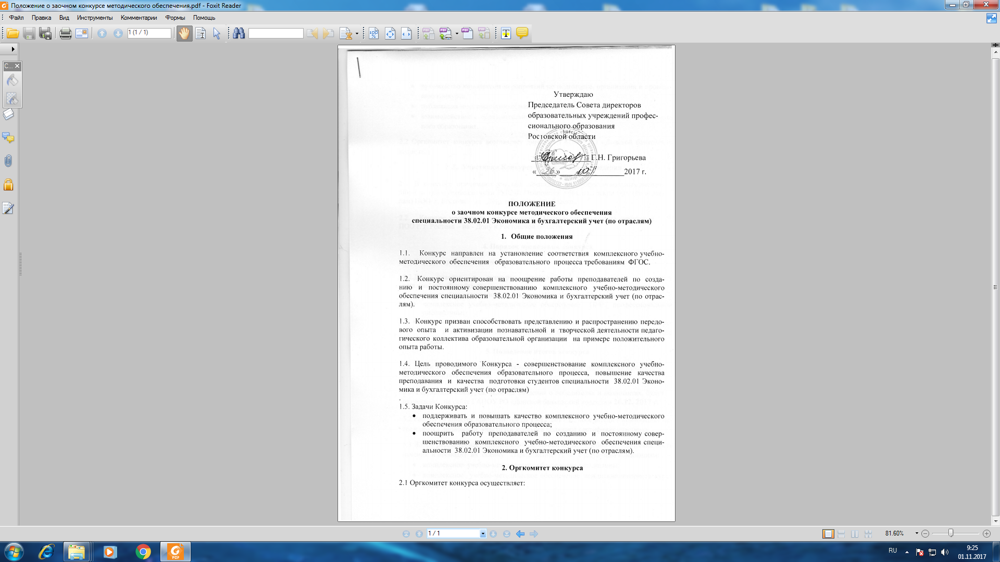 Положение о заочном конкурсе методического обеспечения.pdf - Foxit Reader
Файл Правка Вид Инструменты Комментарии Формы Помощь
1 (1 / 1)
С...
Утверждаю
Председатель Совета директоров
образовательных учреждений профес-
сионального образования
Ростовской области
Г.Н. Григорьева
«26» 10 2017 г.
ПОЛОЖЕНИЕ
о заочном конкурсе методического обеспечения
специальности 38.02.01 Экономика и бухгалтерский учет (по отраслям)
1. Общие положения
1.1. Конкурс направлен на установление соответствия комплексного учебно-
методического обеспечения образовательного процесса требованиям ФГОС.
1.2. Конкурс ориентирован на поощрение работы преподавателей по созда-
нию и постоянному совершенствованию комплексного учебно-методического
обеспечения специальности 38.02.01 Экономика и бухгалтерский учет (по отрас-
лям).
1.3. Конкурс призван способствовать представлению и распространению передо-
вого опыта и активизации познавательной и творческой деятельности педаго-
гического коллектива образовательной организации на примере положительного
опыта работы.
1.4. Цель проводимого Конкурса - совершенствование комплексного учебно-
методического обеспечения образовательного процесса, повышение качества
преподавания и качества подготовки студентов специальности 38.02.01 Эконо-
мика и бухгалтерский учет (по отраслям)
.
1.5. Задачи Конкурса:
• поддерживать и повышать качество комплексного учебно-методического
обеспечения образовательного процесса;
• поощрить работу преподавателей по созданию и постоянному совер-
шенствованию комплексного учебно-методического обеспечения специ-
альности 38.02.01 Экономика и бухгалтерский учет (по отраслям).
2. Оргкомитет конкурса
2.1 Оргкомитет конкурса осуществляет:
1 / 1
81.60%
RU
9:25
01.11.2017